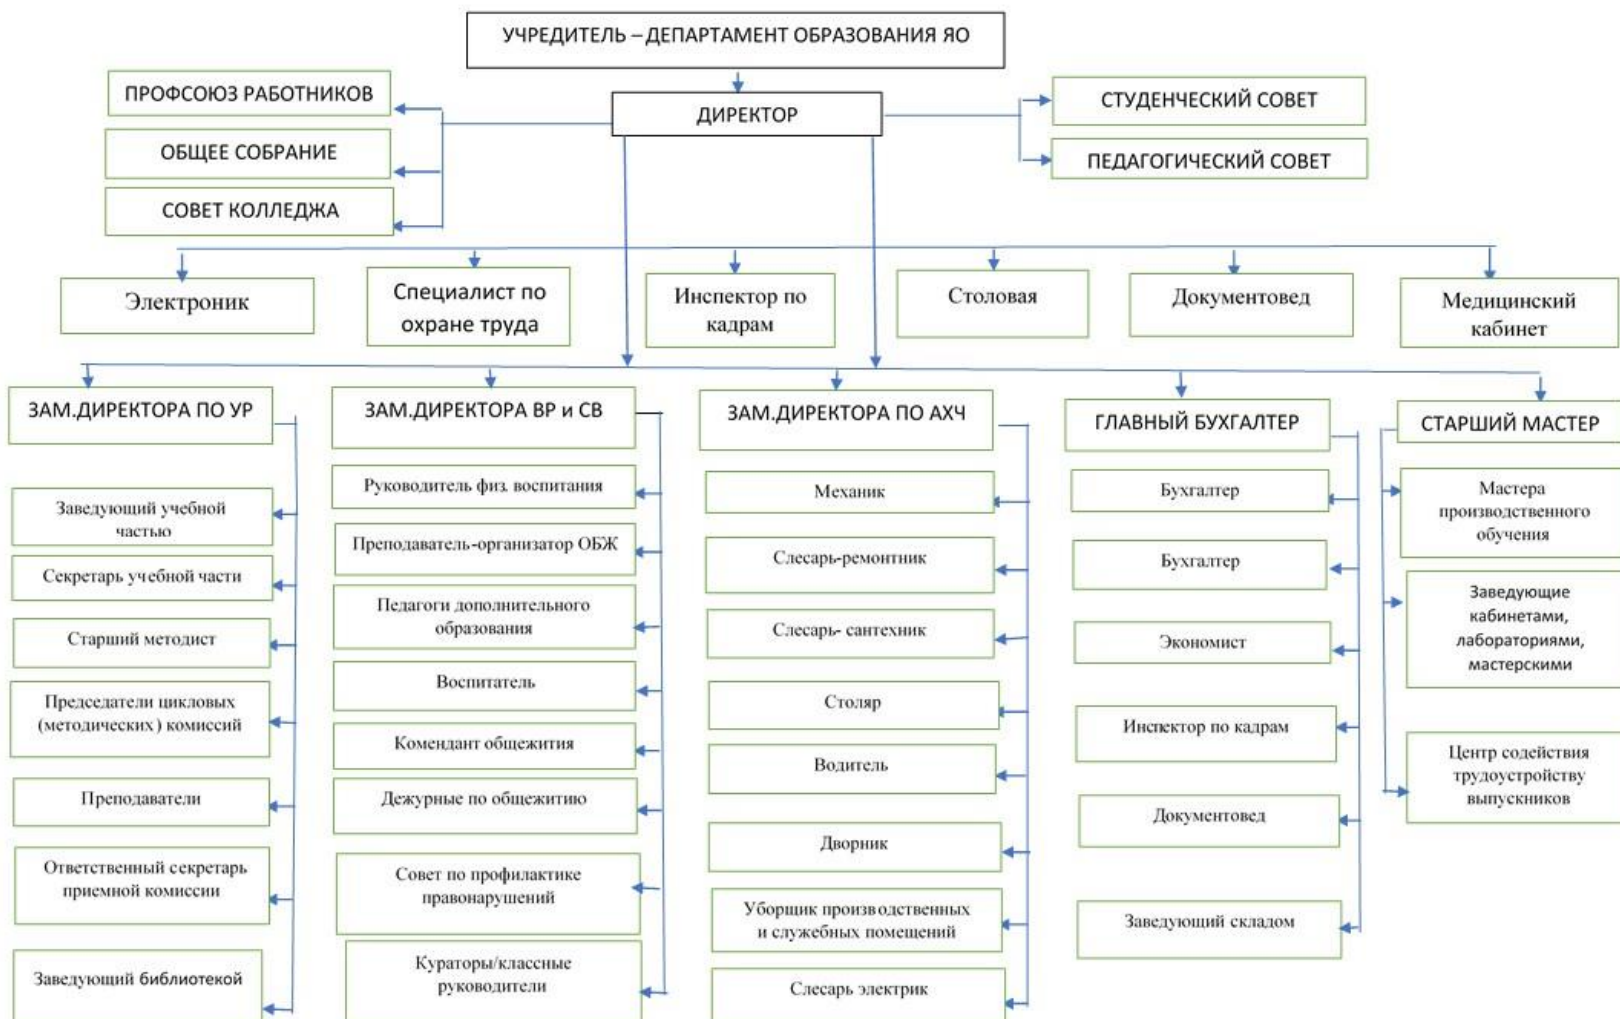 УЧРЕДИТЕЛЬ – ДЕПАРТАМЕНТ ОБРАЗОВАНИЯ ЯО
ДИРЕКТОР
ПРОФСОЮЗ РАБОТНИКОВ
ОБЩЕЕ СОБРАНИЕ
СОВЕТ КОЛЛЕДЖА
СТУДЕНЧЕСКИЙ СОВЕТ
ПЕДАГОГИЧЕСКИЙ СОВЕТ
Электроник
Специалист по
охране труда
Инспектор по
кадрам
Столовая
Документовед
Медицинский
кабинет
ЗАМ.ДИРЕКТОРА ПО УР
Заведующий учебной
частью
Секретарь учебной части
Старший методист
Председатели цикловых
(методических) комиссий
Преподаватели
Ответственный секретарь
приемной комиссии
Заведующий библиотекой
ЗАМ.ДИРЕКТОРА ВР и СВ
Руководитель физ. воспитания
Преподаватель-организатор ОБЖ
Педагоги дополнительного
образования
Воспитатель
Комендант общежития
Дежурные по общежитию
Совет по профилактике
правонарушений
Кураторы/классные
руководители
ЗАМ.ДИРЕКТОРА ПО АХЧ
Механик
Слесарь-ремонтник
Слесарь- сантехник
Столяр
Водитель
Дворник
Уборщик производственных
и служебных помещений
Слесарь электрик
ГЛАВНЫЙ БУХГАЛТЕР
Бухгалтер
Бухгалтер
Экономист
Инспектор по кадрам
Документовед
Заведующий складом
СТАРШИЙ МАСТЕР
Мастера
производственного
обучения
Заведующие
кабинетами,
лабораториями,
мастерскими
Центр содействия
трудоустройству
выпускников